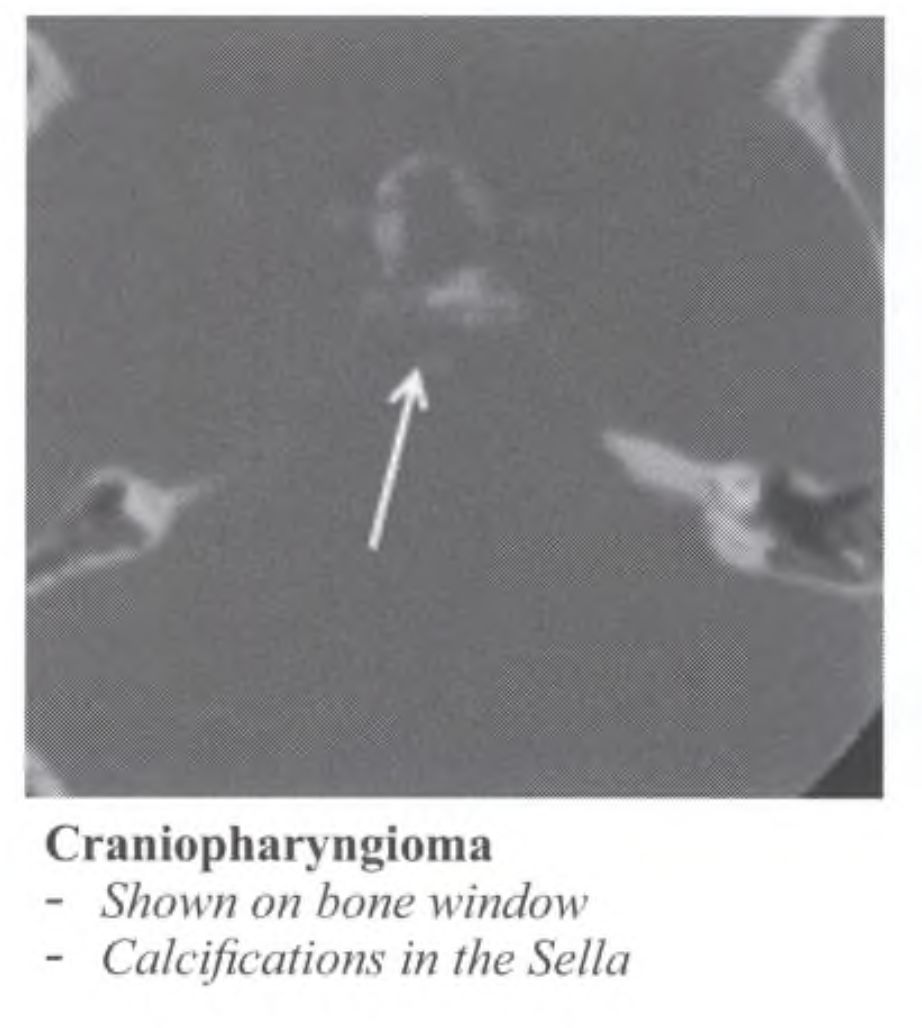 Craniopharyngioma
- Shown on bone window
- Calcifications in the Sella